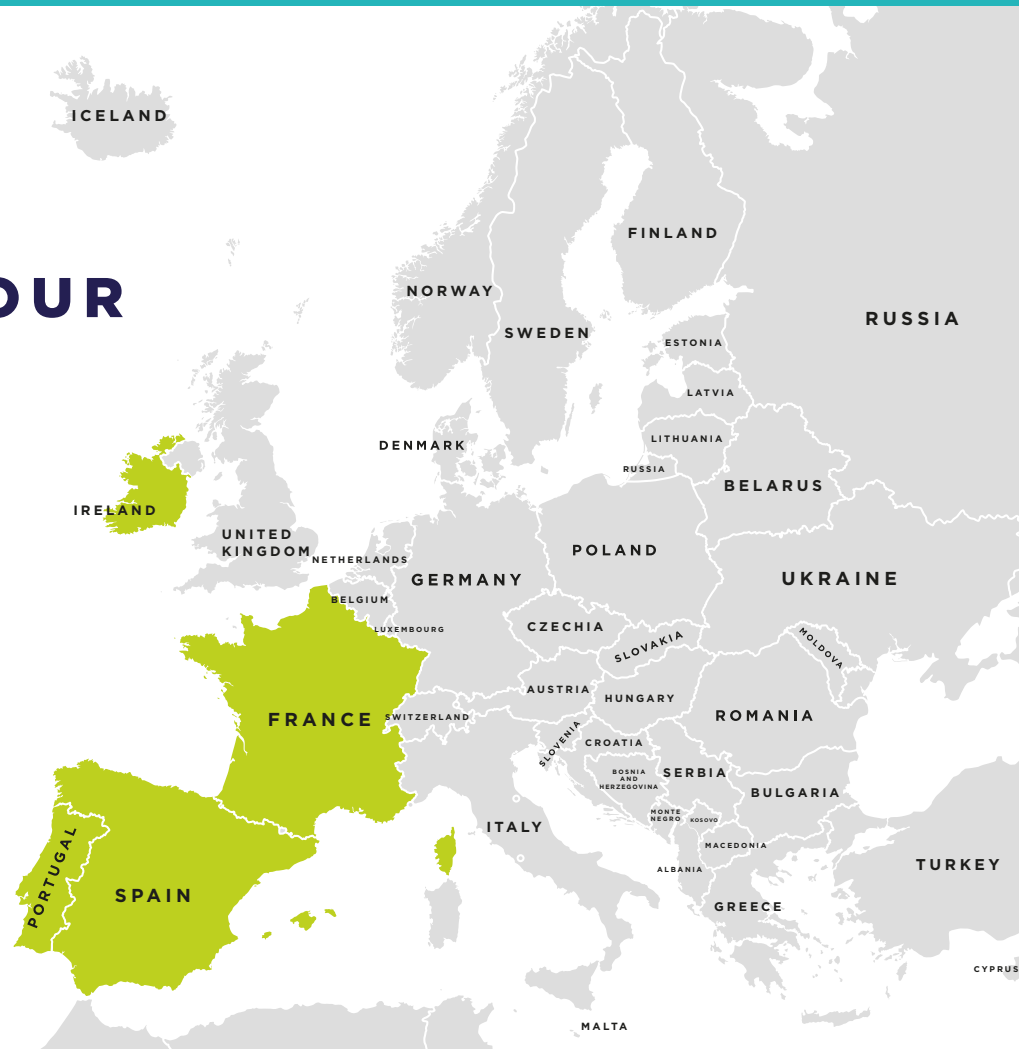 ICELAND
FINLAND
OUR
NORWAY
RUSSIA
SWEDEN
ESTONIA
LATVIA
LITHUANIA
DENMARK
RUSSIA
BELARUS
IRELAND
UNITED
KINGDOM
POLAND
NETHERLANDS
GERMANY
UKRAINE
BELGIUM
CZECHIA
LUXEMBOURG
SLOVAKIA
MOLDOVA
AUSTRIA
HUNGARY
FRANCE
SWITZERLAND
ROMANIA
SLOVENIA
CROATIA
BOSNIA
AND
HERZEGOVINA
SERBIA
BULGARIA
MONTE
NEGRO
KOSOVO
ITALY
MACEDONIA
PORTUGAL
ALBANIA
TURKEY
SPAIN
GREECE
CYPRUS
MALTA